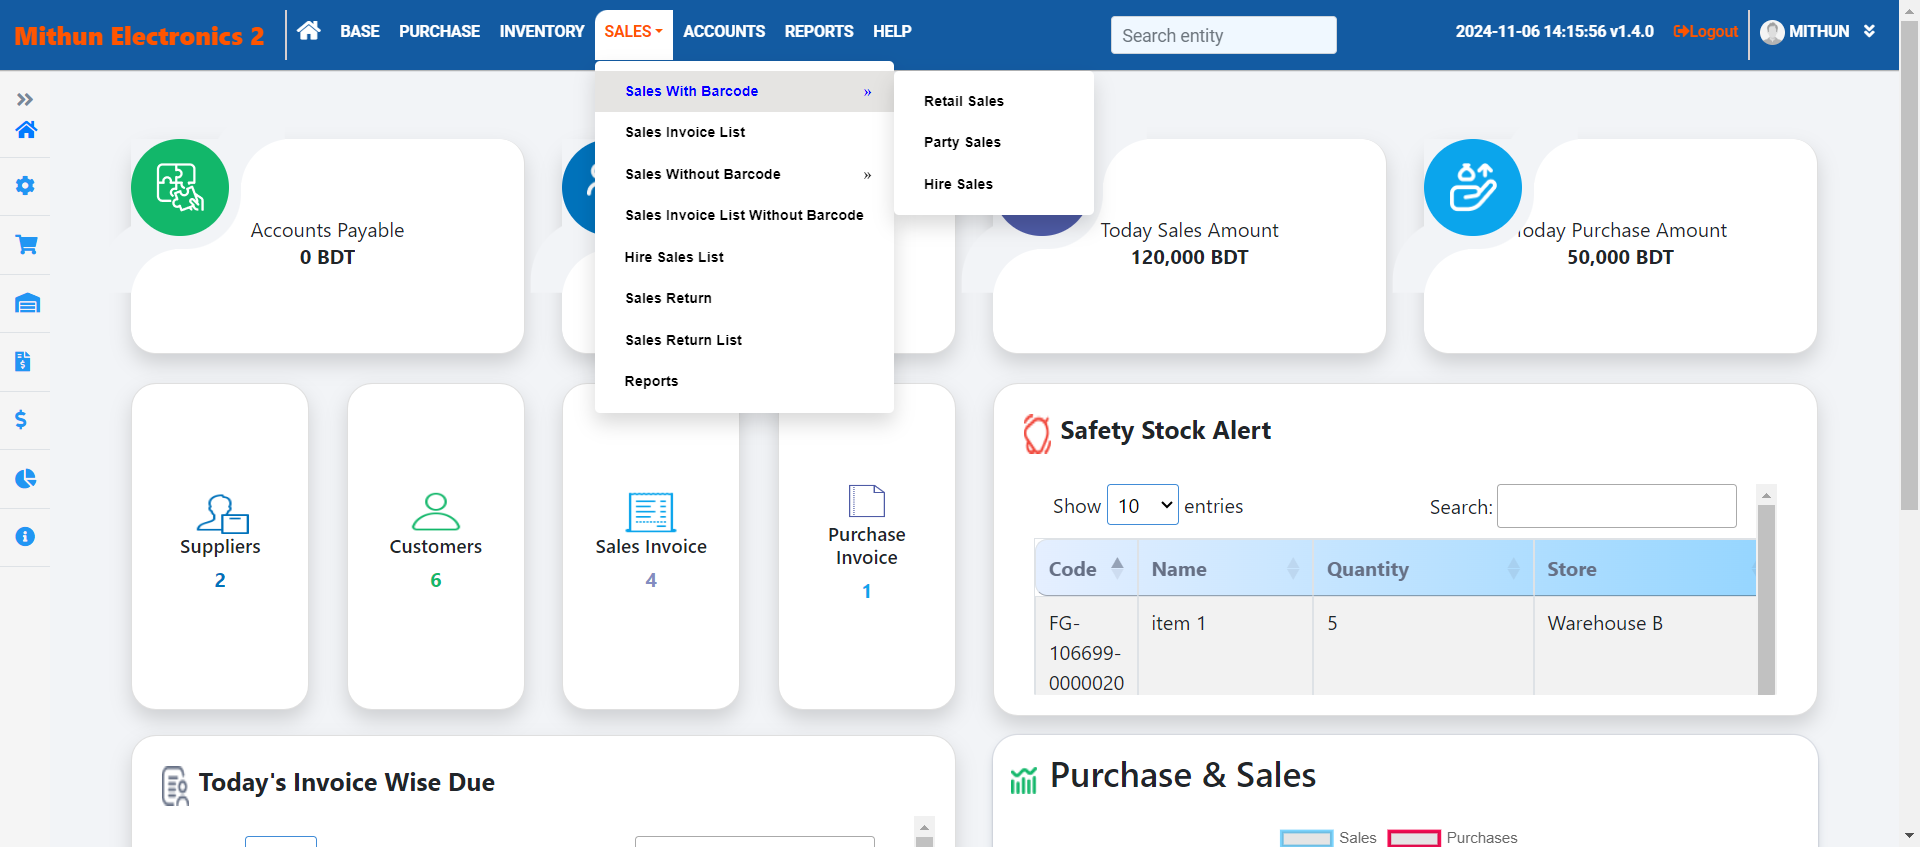 Mithun Electronics 2
BASE PURCHASE INVENTORY SALES ACCOUNTS REPORTS HELP
Search entity
2024-11-06 14:15:56 v1.4.0 Logout MITHUN
Sales With Barcode »
Sales Invoice List
Sales Without Barcode »
Sales Invoice List Without Barcode
Hire Sales List
Sales Return
Sales Return List
Reports
Retail Sales
Party Sales
Hire Sales
Accounts Payable
0 BDT
Today Sales Amount
120,000 BDT
Today Purchase Amount
50,000 BDT
Suppliers
2
Customers
6
Sales Invoice
4
Purchase
Invoice
1
Safety Stock Alert
Show 10 entries Search:
Code Name Quantity Store
FG-
106699-
0000020
item 1 5 Warehouse B
Today's Invoice Wise Due
Purchase & Sales
Sales Purchases